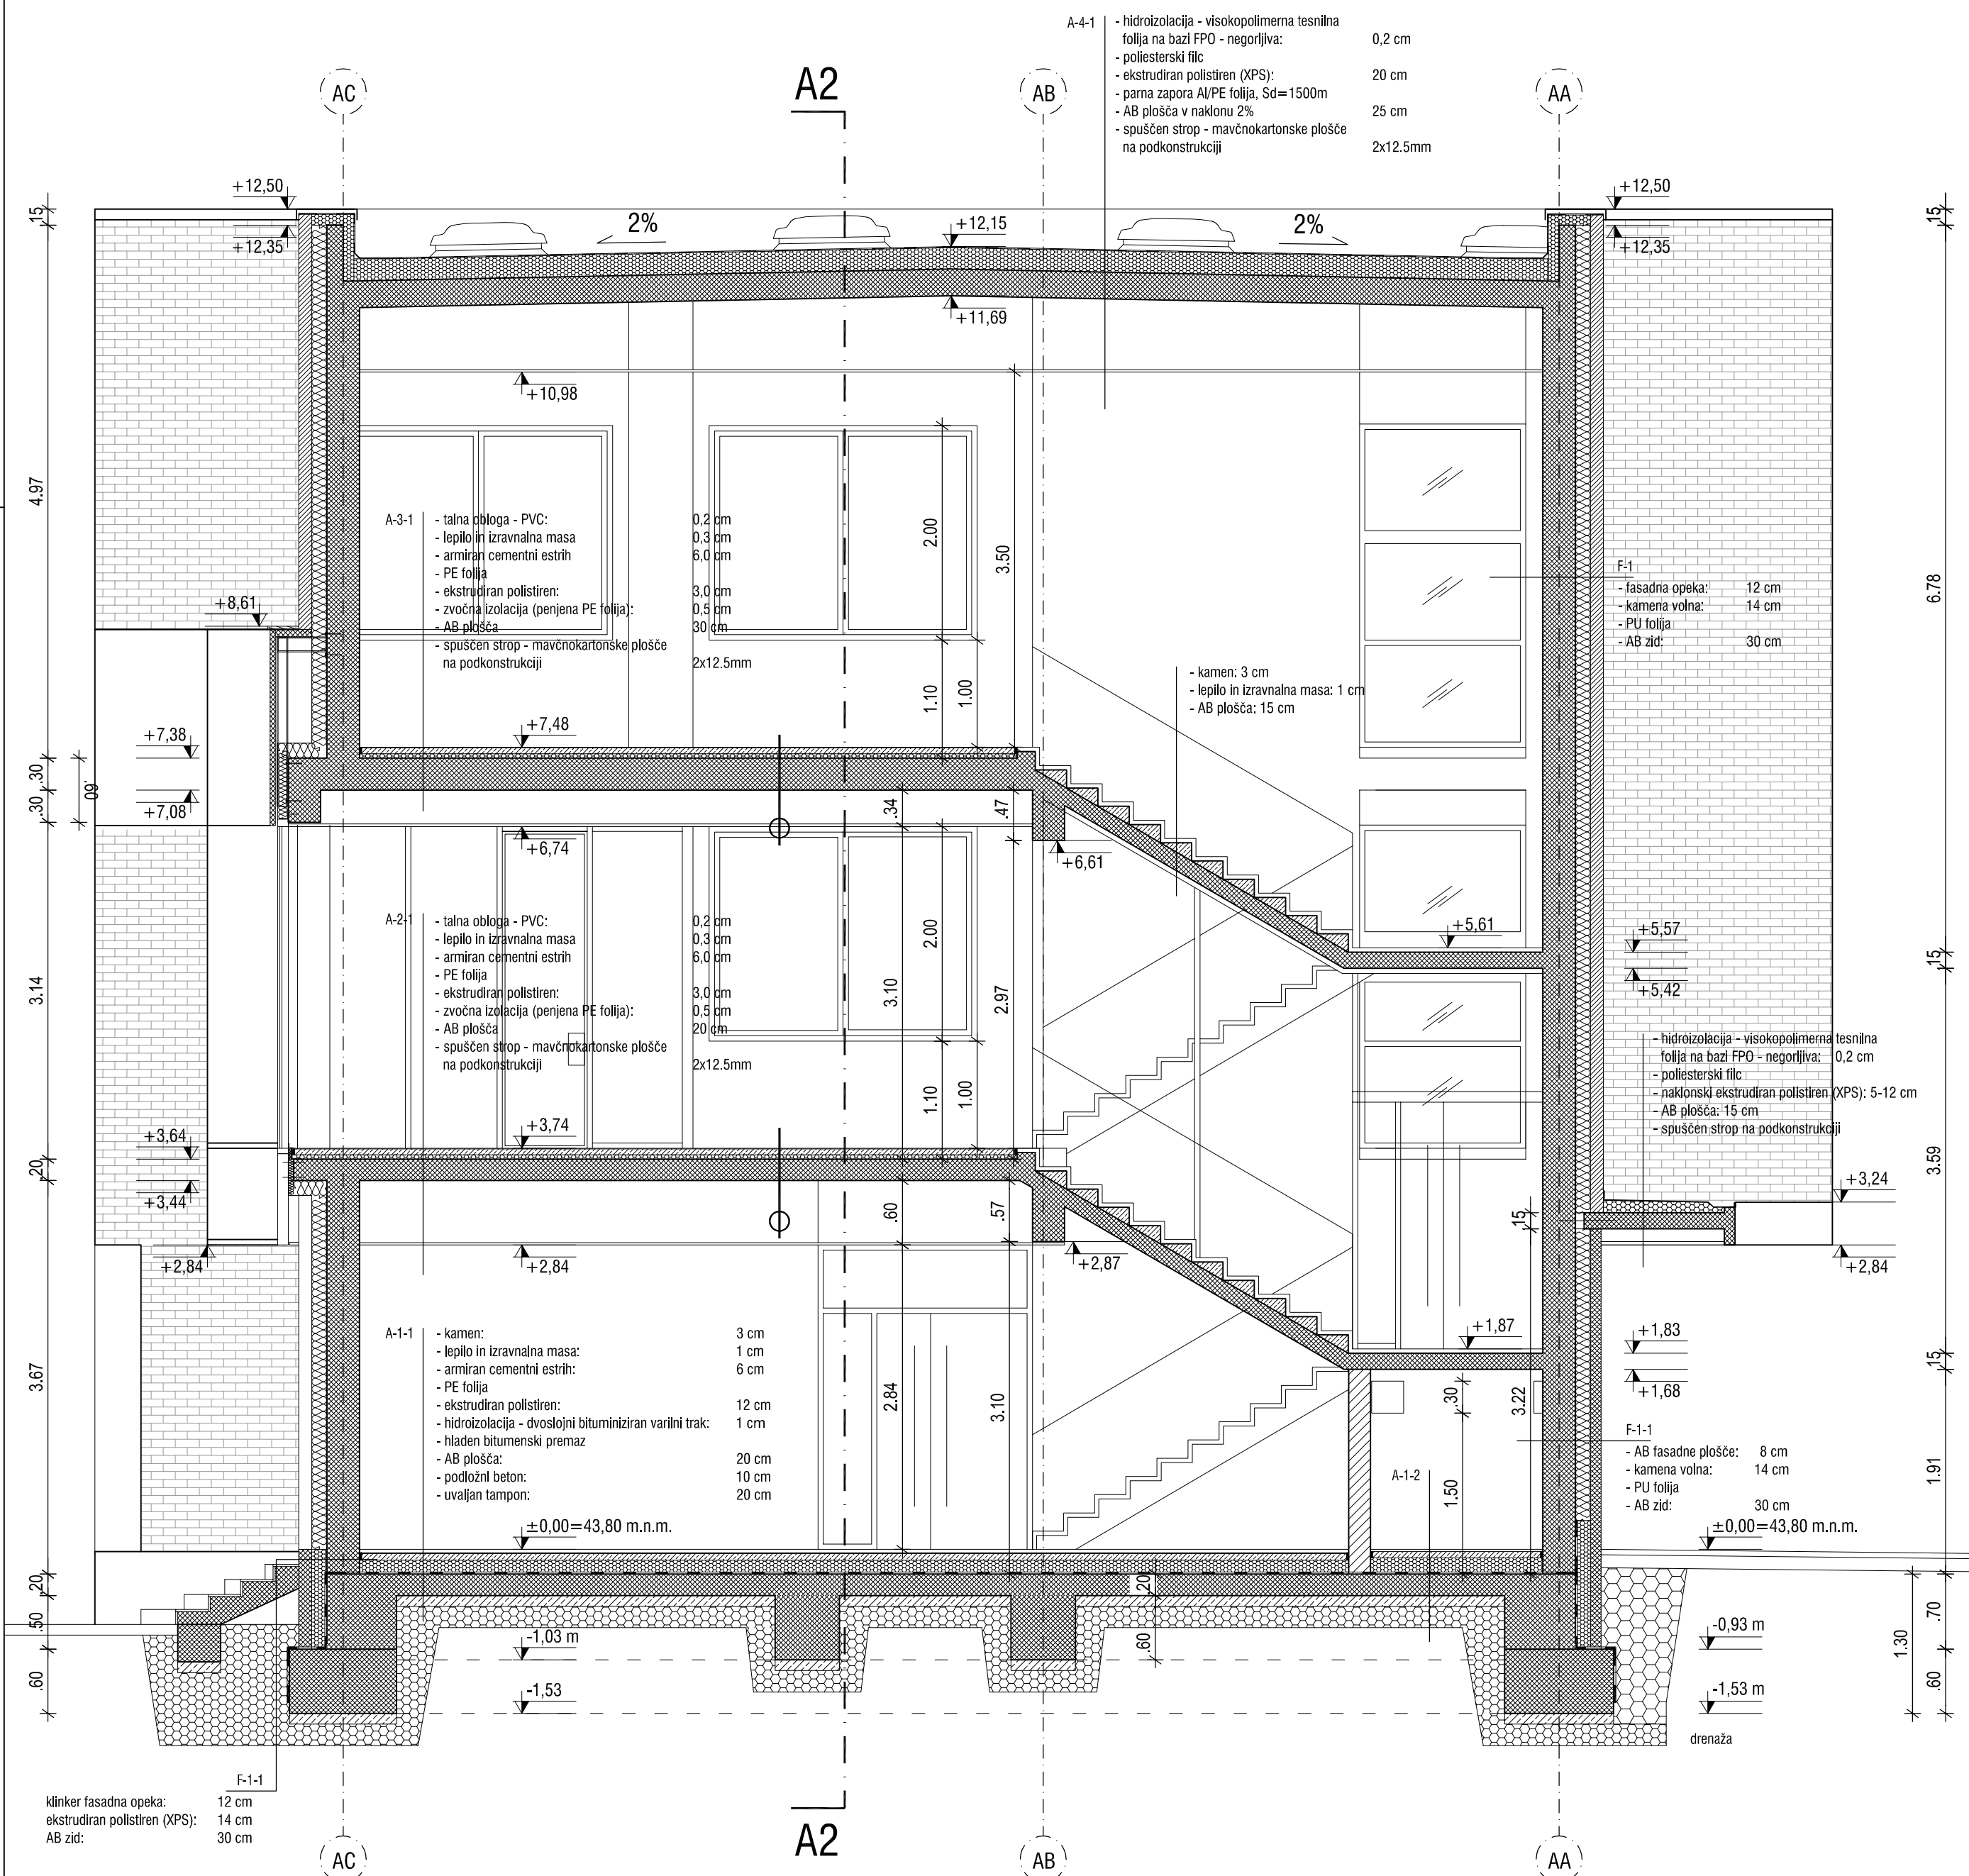 A-4-1
- hidroizolacija - visokopolimerna tesnilna
folija na bazi FPO - negorljiva: 0,2 cm
- poliesterski filc
- ekstrudiran polistiren (XPS): 20 cm
- parna zapora Al/PE folija, Sd=1500m
- AB plošča v naklonu 2% 25 cm
- spuščen strop - mavčnokartonske plošče
na podkonstrukciji 2x12.5mm
AC
A2
AB
AA
+12,50
+12,35
2%
+12,15
2%
+12,50
+12,35
15
15
+11,69
+10,98
4.97
A-3-1
- talna obloga - PVC: 0,2 cm
- lepilo in izravnalna masa 0,3 cm
- armiran cementni estrih 6,0 cm
- PE folija
- ekstrudiran polistiren: 3,0 cm
- zvočna izolacija (penjena PE folija): 0,5 cm
- AB plošča 30 cm
- spuščen strop - mavčnokartonske plošče
na podkonstrukciji 2x12.5mm
2.00
3.50
1.10
1.00
F-1
- fasadna opeka: 12 cm
- kamena volna: 14 cm
- PU folija
- AB zid: 30 cm
6.78
+8,61
- kamen: 3 cm
- lepilo in izravnalna masa: 1 cm
- AB plošča: 15 cm
+7,48
+7,38
+7,08
.30
.30
.60
.34
.47
+6,74
+6,61
A-2-1
- talna obloga - PVC: 0,2 cm
- lepilo in izravnalna masa 0,3 cm
- armiran cementni estrih 6,0 cm
- PE folija
- ekstrudiran polistiren: 3,0 cm
- zvočna izolacija (penjena PE folija): 0,5 cm
- AB plošča 20 cm
- spuščen strop - mavčnokartonske plošče
na podkonstrukciji 2x12.5mm
3.14
3.10
2.00
2.97
1.10
1.00
+5,61
+5,57
+5,42
15
- hidroizolacija - visokopolimerna tesnilna
folija na bazi FPO - negorljiva: 0,2 cm
- poliesterski filc
- naklonski ekstrudiran polistiren (XPS): 5-12 cm
- AB plošča: 15 cm
- spuščen strop na podkonstrukciji
3.59
+3,74
+3,64
+3,44
.20
+2,84
.60
.57
+2,84
+2,87
15
+3,24
+2,84
A-1-1
- kamen: 3 cm
- lepilo in izravnalna masa: 1 cm
- armiran cementni estrih: 6 cm
- PE folija
- ekstrudiran polistiren: 12 cm
- hidroizolacija - dvoslojni bituminiziran varilni trak: 1 cm
- hladen bitumenski premaz
- AB plošča: 20 cm
- podložni beton: 10 cm
- uvaljan tampon: 20 cm
3.67
2.84
3.10
+1,87
+1,83
+1,68
15
.30
3.22
1.50
A-1-2
F-1-1
- AB fasadne plošče: 8 cm
- kamena volna: 14 cm
- PU folija
- AB zid: 30 cm
1.91
±0,00=43,80 m.n.m.
±0,00=43,80 m.n.m.
.20
.50
.60
.20
.60
-1,03 m
-1,53
-0,93 m
-1,53 m
1.30
.70
.60
drenaža
F-1-1
klinker fasadna opeka: 12 cm
ekstrudiran polistiren (XPS): 14 cm
AB zid: 30 cm
AC
A2
AB
AA